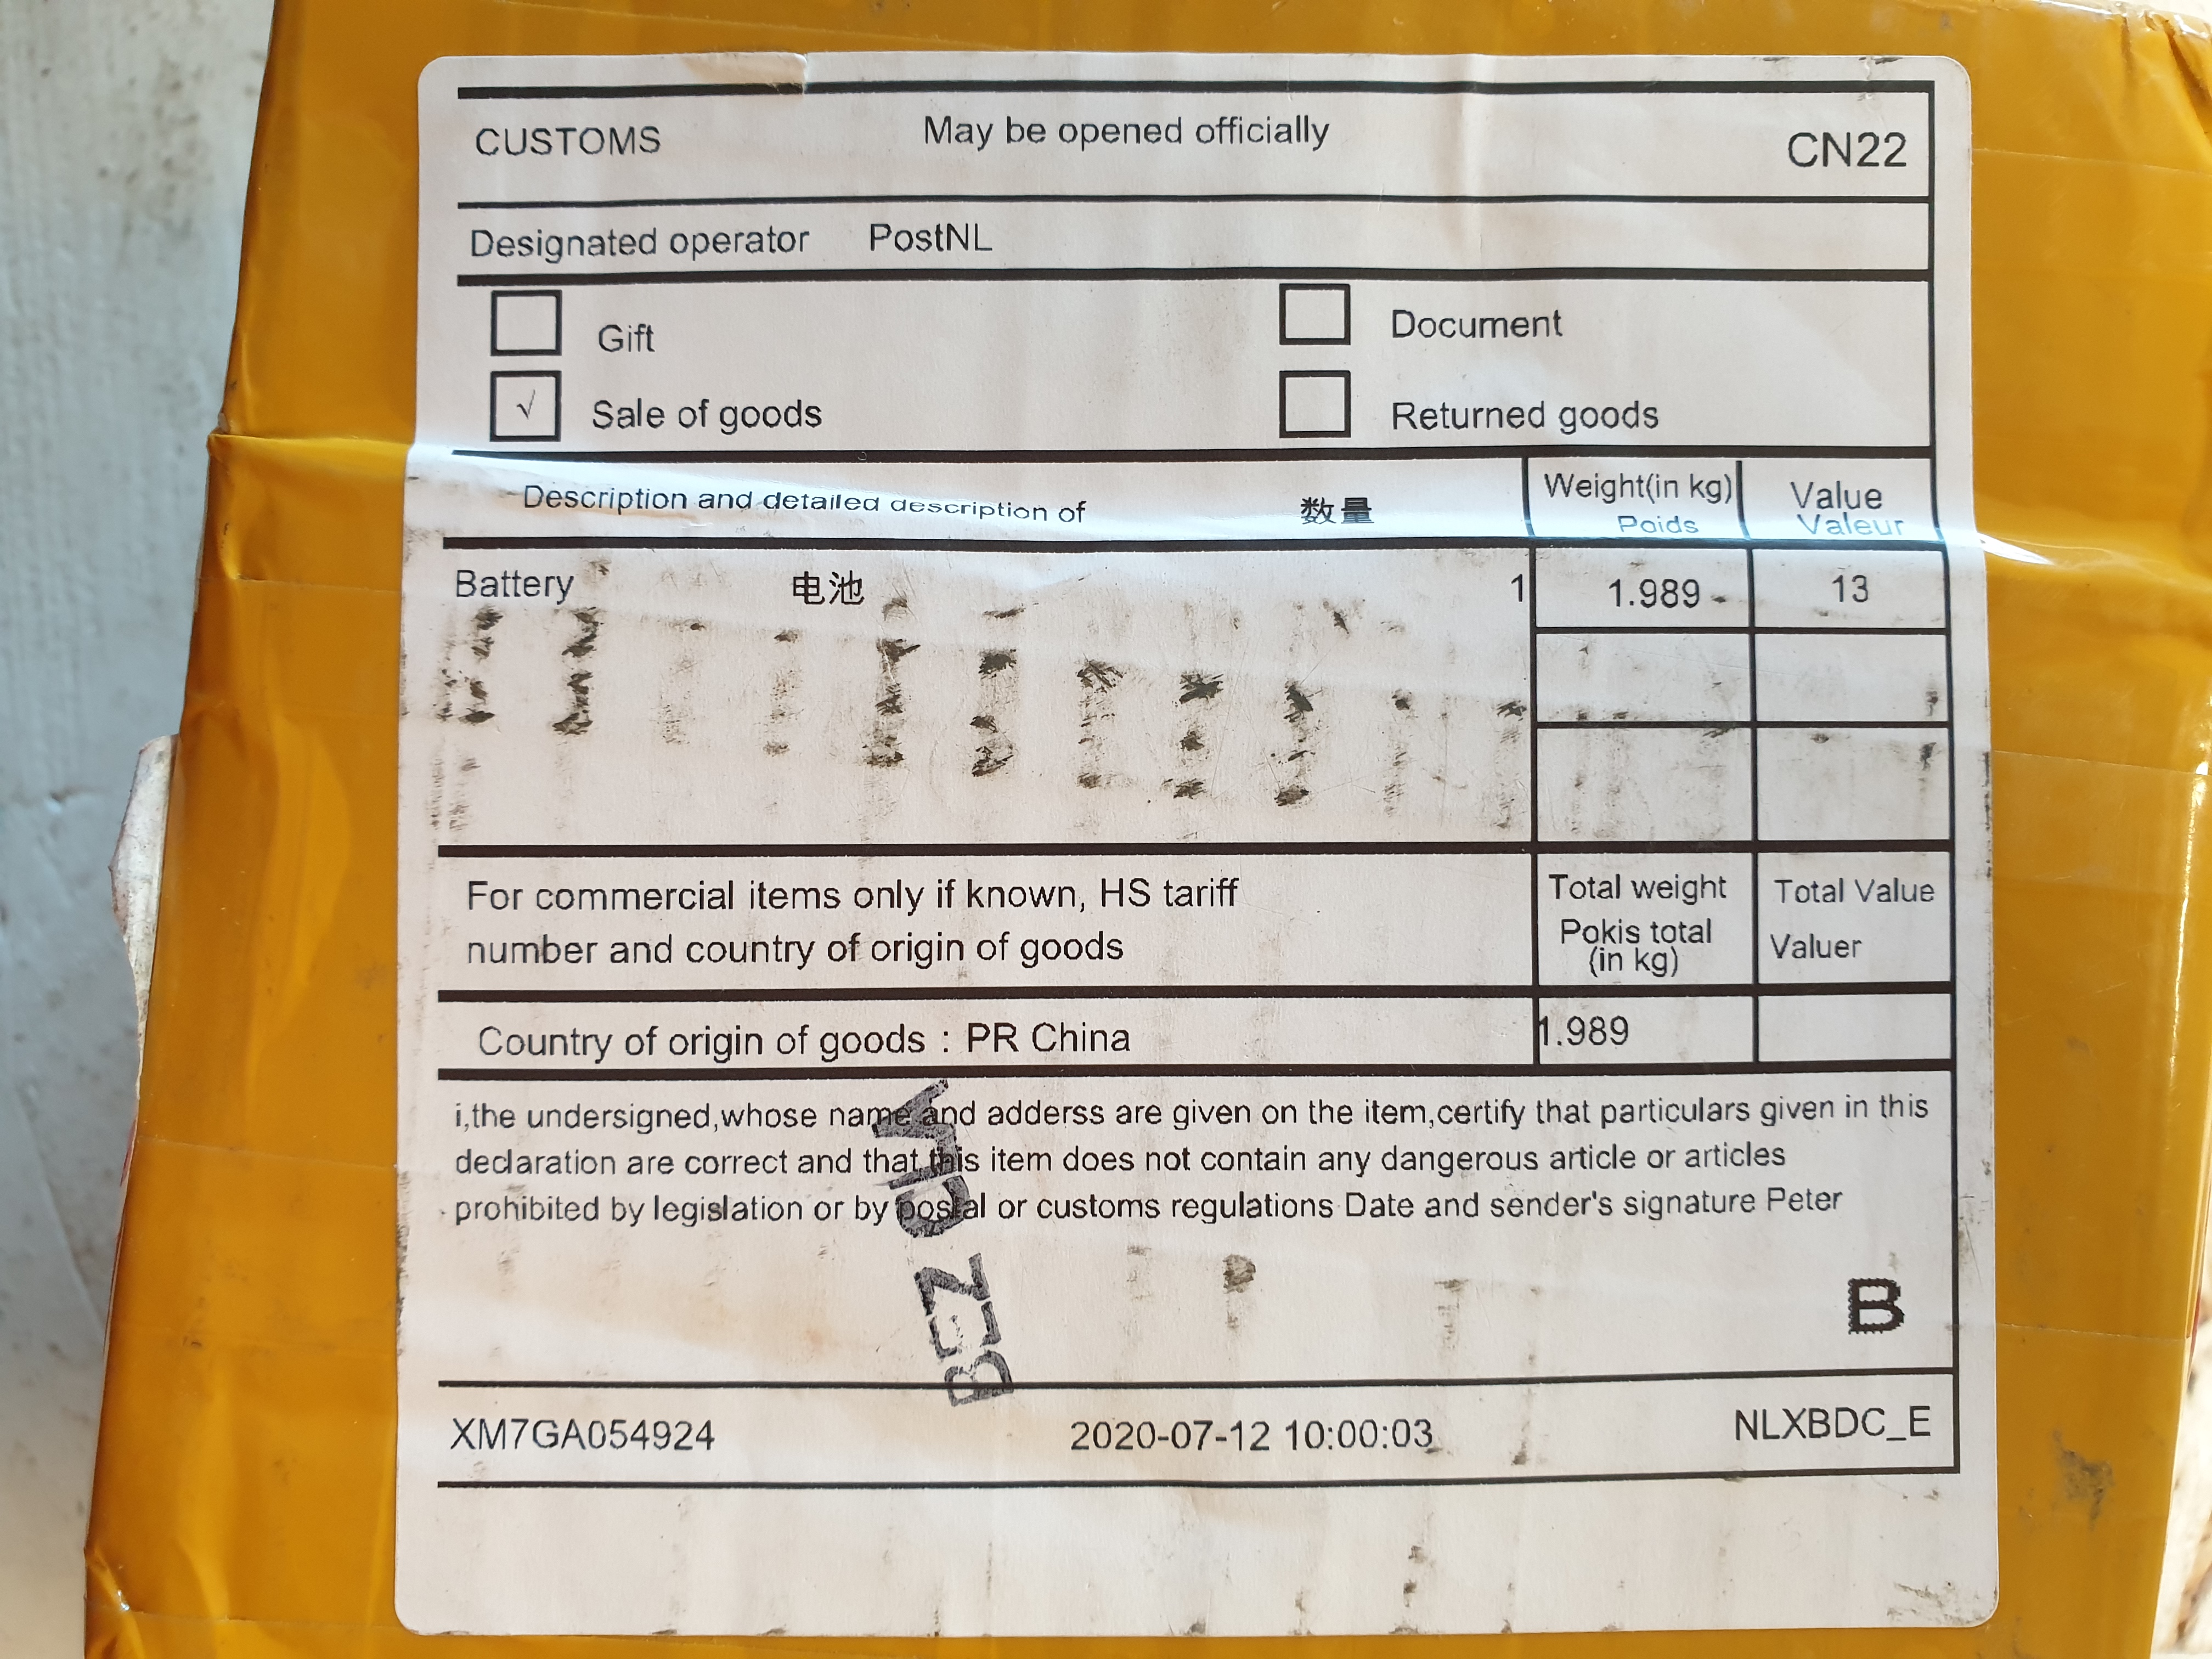 CUSTOMS May be opened officially CN22
Designated operator PostNL
Gift Document
√ Sale of goods Returned goods
Description and detailed description of 数量 Weight(in kg) Value
Poids Valeur
Battery 电池 1 1.989 13
For commercial items only if known, HS tariff Total weight Total Value
number and country of origin of goods Pokis total Valuer
(in kg)
Country of origin of goods : PR China 1.989
i,the undersigned,whose name and adderss are given on the item,certify that particulars given in this
declaration are correct and that this item does not contain any dangerous article or articles
prohibited by legislation or by postal or customs regulations Date and sender's signature Peter
B
XM7GA054924 2020-07-12 10:00:03 NLXBDC_E